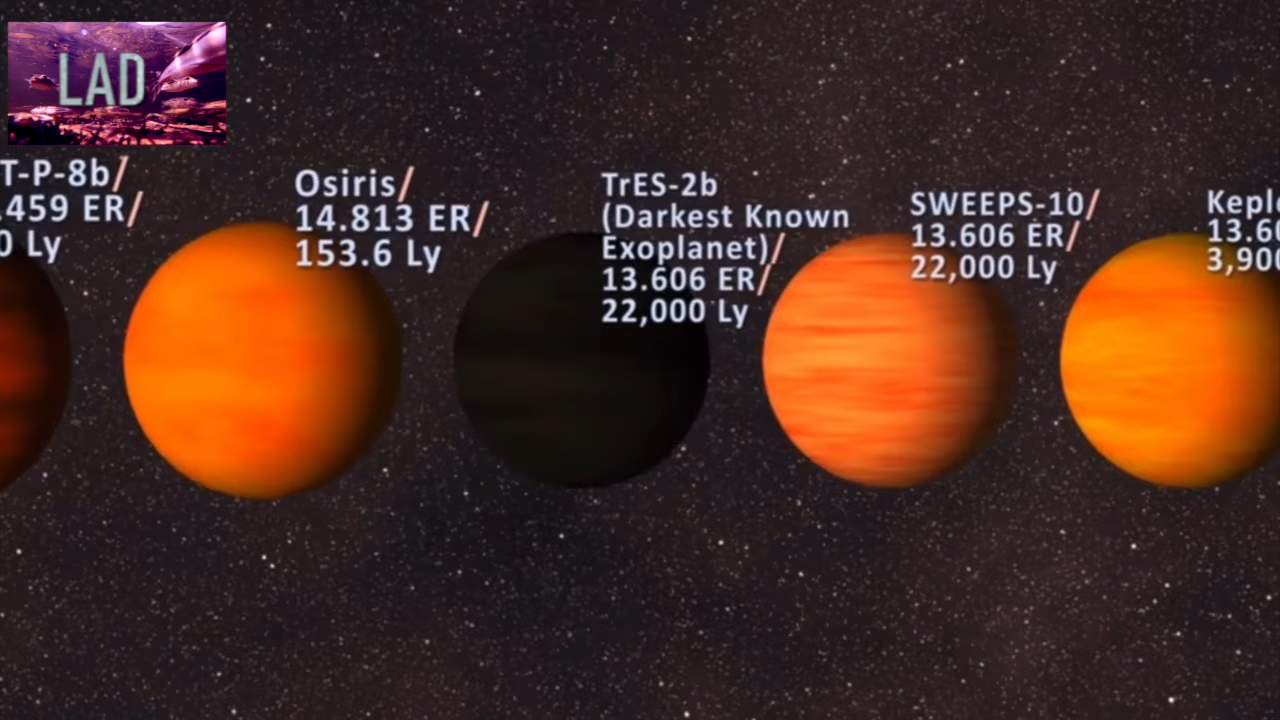 LAD
T-P-8b/
.459 ER/
0 Ly
Osiris/
14.813 ER/
153.6 Ly
TrES-2b
(Darkest Known
Exoplanet)/
13.606 ER/
22,000 Ly
SWEEPS-10/
13.606 ER/
22,000 Ly
Kepl
13.60
3,900